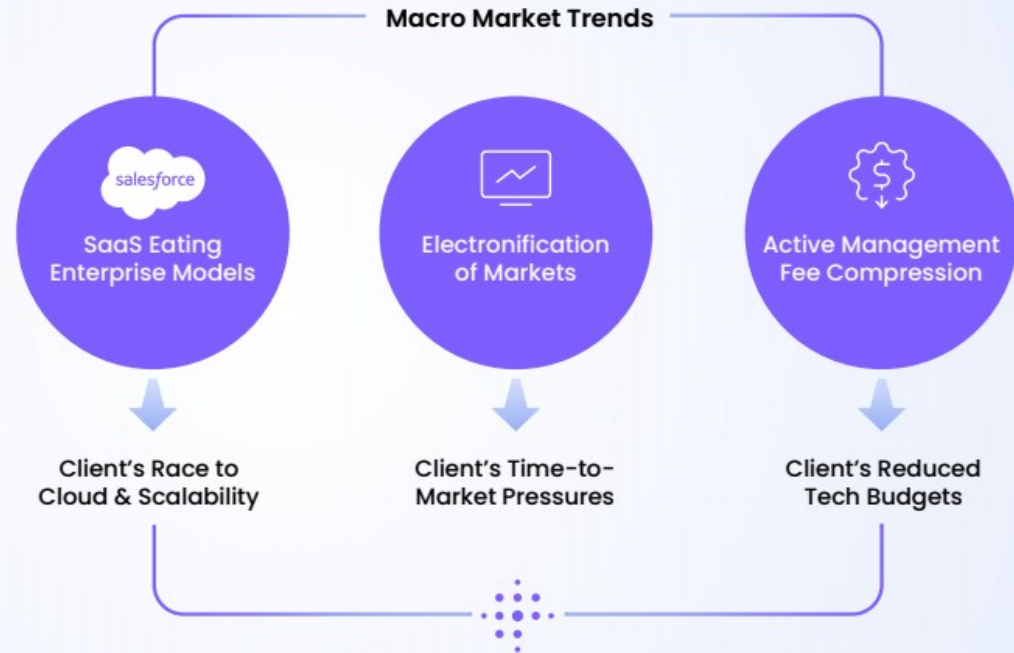 Macro Market Trends
salesforce
SaaS Eating
Enterprise Models
Electronification
of Markets
Active Management
Fee Compression
Client’s Race to
Cloud & Scalability
Client’s Time-to-
Market Pressures
Client’s Reduced
Tech Budgets